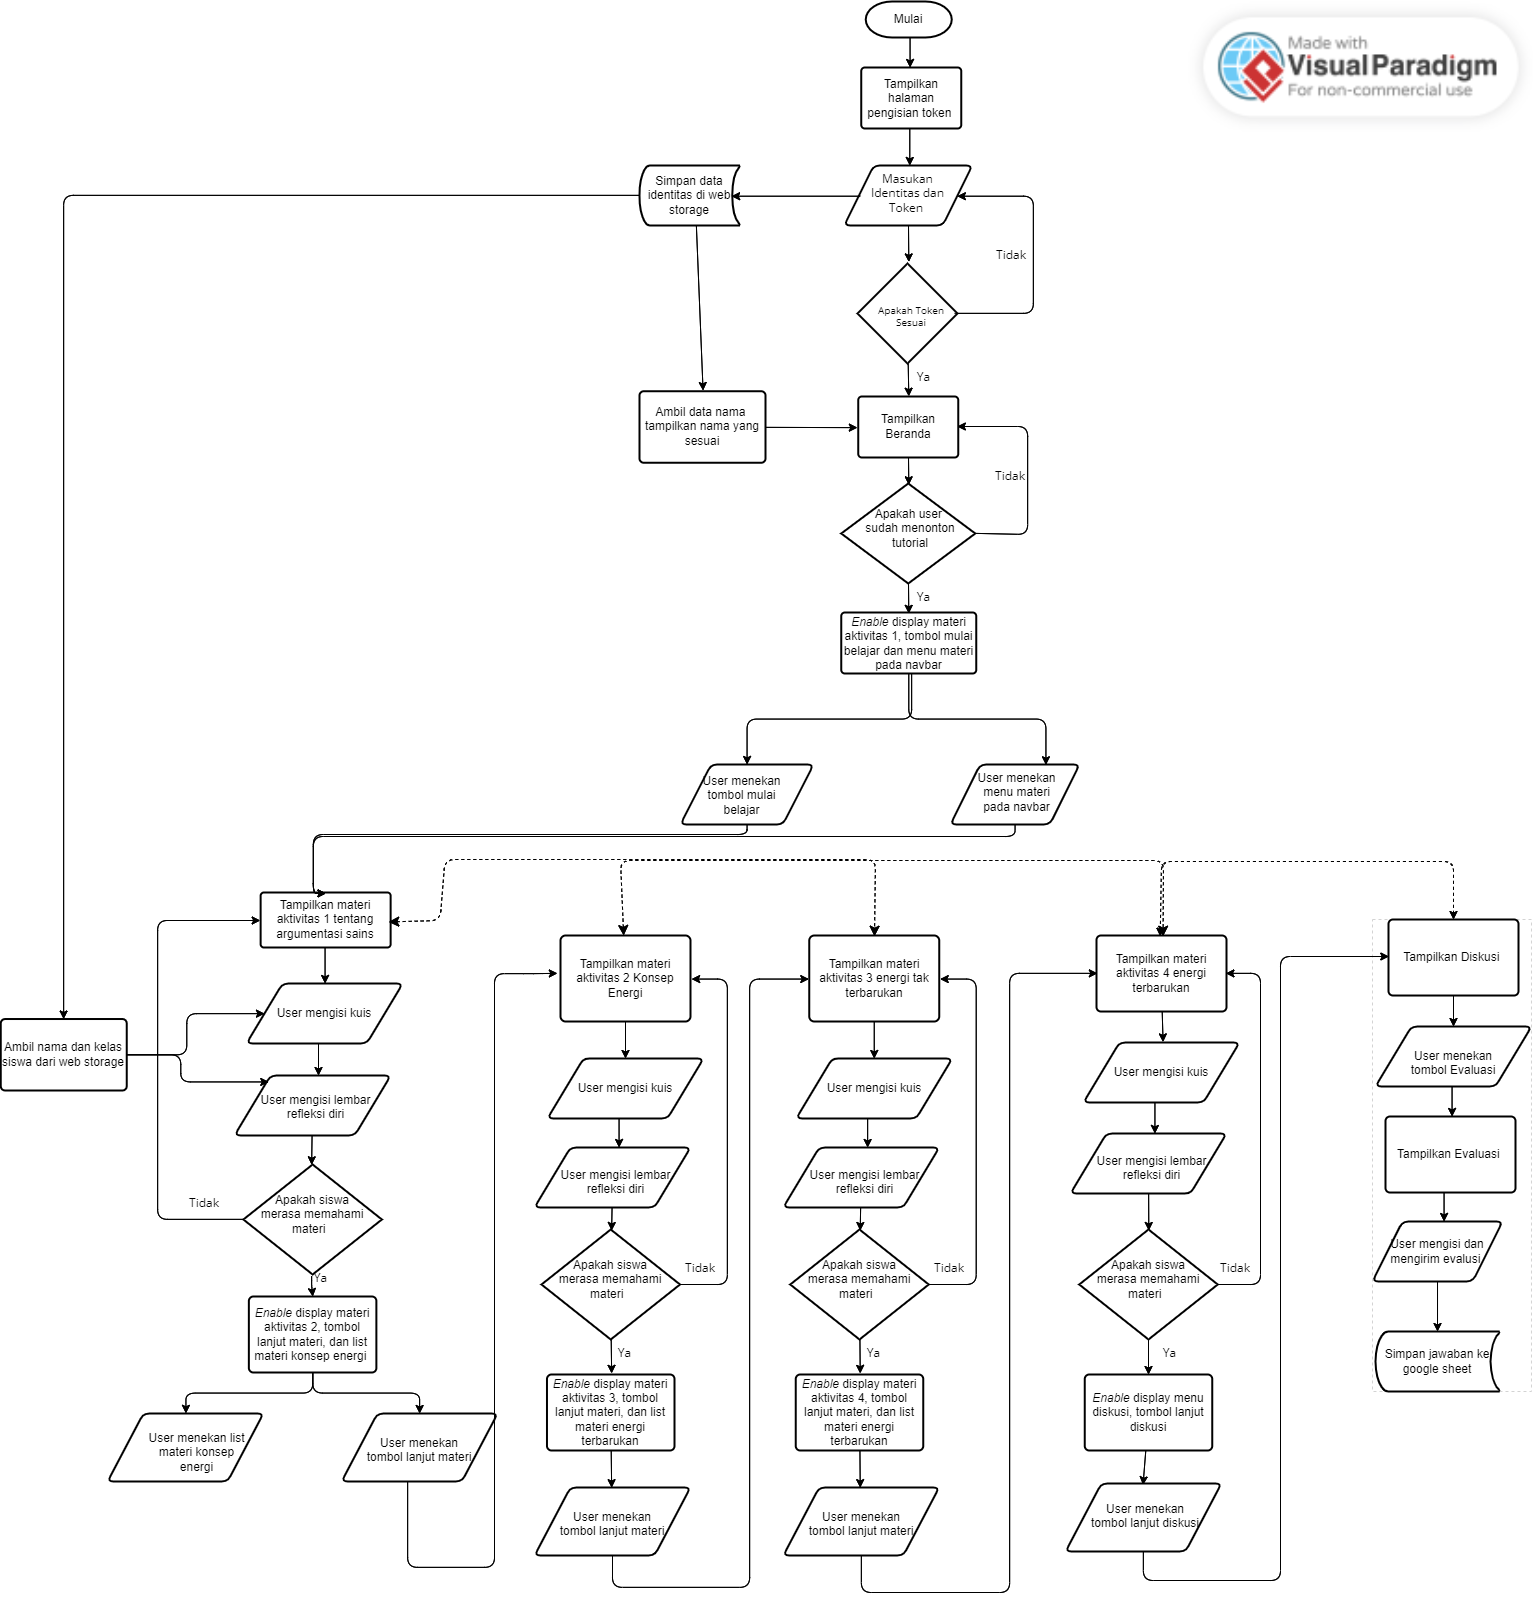 Mulai
Made with
Visual Paradigm
For non-commercial use
Tampilkan
halaman
pengisian token
Simpan data
identitas di web
storage
Masukan
Identitas dan
Token
Tidak
Apakah Token
Sesuai
Ya
Ambil data nama
tampilkan nama yang
sesuai
Tampilkan
Beranda
Tidak
Apakah user
sudah menonton
tutorial
Ya
Enable display materi
aktivitas 1, tombol mulai
belajar dan menu materi
pada navbar
User menekan
tombol mulai
belajar
User menekan
menu materi
pada navbar
Tampilkan materi
aktivitas 1 tentang
argumentasi sains
User mengisi kuis
Ambil nama dan kelas
siswa dari web storage
User mengisi lembar
refleksi diri
Tidak
Apakah siswa
merasa memahami
materi
Ya
Enable display materi
aktivitas 2, tombol
lanjut materi, dan list
materi konsep energi
User menekan list
materi konsep
energi
User menekan
tombol lanjut materi
Tampilkan materi
aktivitas 2 Konsep
Energi
User mengisi kuis
User mengisi lembar
refleksi diri
Apakah siswa
merasa memahami
materi
Tidak
Ya
Enable display materi
aktivitas 3, tombol
lanjut materi, dan list
materi energi
terbarukan
User menekan
tombol lanjut materi
Tampilkan materi
aktivitas 3 energi tak
terbarukan
User mengisi kuis
User mengisi lembar
refleksi diri
Apakah siswa
merasa memahami
materi
Tidak
Ya
Enable display materi
aktivitas 4, tombol
lanjut materi, dan list
materi energi
terbarukan
User menekan
tombol lanjut materi
Tampilkan materi
aktivitas 4 energi
terbarukan
User mengisi kuis
User mengisi lembar
refleksi diri
Apakah siswa
merasa memahami
materi
Tidak
Ya
Enable display menu
diskusi, tombol lanjut
diskusi
User menekan
tombol lanjut diskusi
Tampilkan Diskusi
User menekan
tombol Evaluasi
Tampilkan Evaluasi
User mengisi dan
mengirim evalusi
Simpan jawaban ke
google sheet